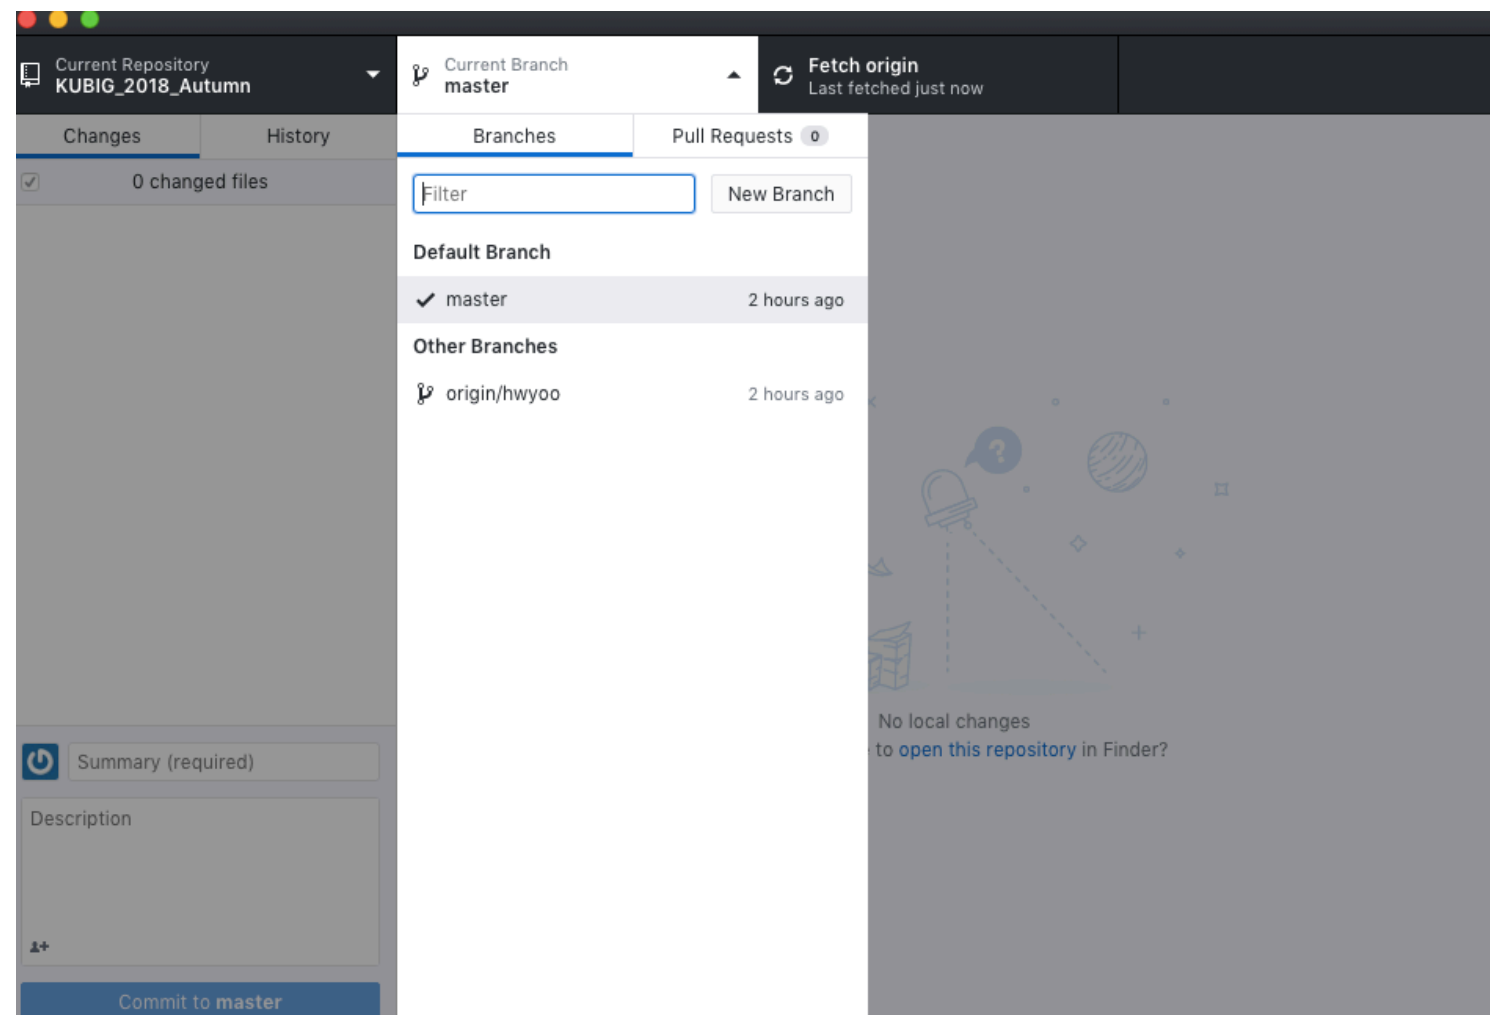 Current Repository
KUBIG_2018_Autumn
Current Branch
master
Fetch origin
Last fetched just now
Changes
History
Branches
Pull Requests 0
0 changed files
Filter
New Branch
Default Branch
master 2 hours ago
Other Branches
origin/hwyoo 2 hours ago
?
No local changes
to open this repository in Finder?
Summary (required)
Description
Commit to master